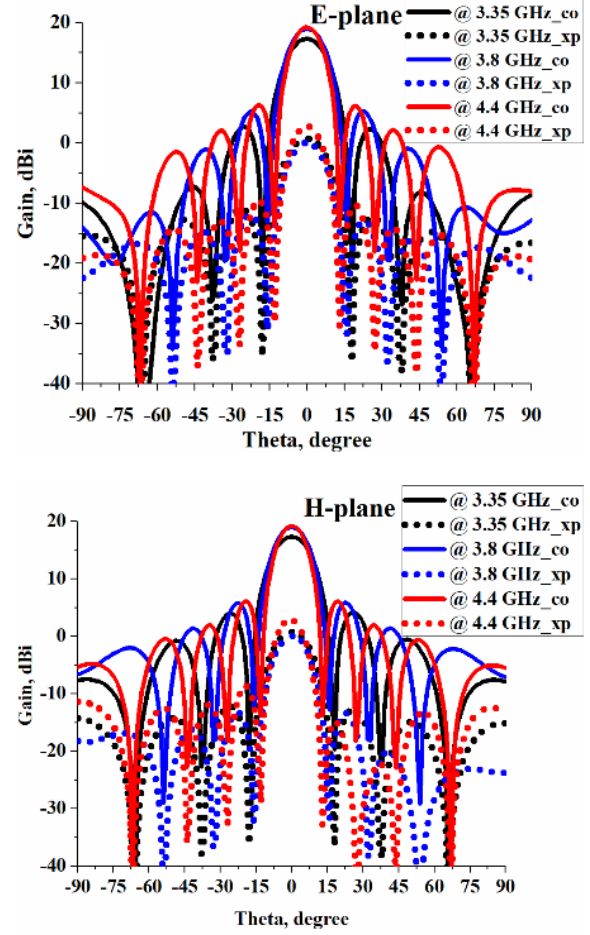 E-plane
@ 3.35 GHz_co
@ 3.35 GHz_xp
@ 3.8 GHz_co
@ 3.8 GHz_xp
@ 4.4 GHz_co
@ 4.4 GHz_xp
20
10
0
-10
-20
-30
-40
Gain, dBi
-90 -75 -60 -45 -30 -15 0 15 30 45 60 75 90
Theta, degree
H-plane
@ 3.35 GHz_co
@ 3.35 GHz_xp
@ 3.8 GHz_co
@ 3.8 GHz_xp
@ 4.4 GHz_co
@ 4.4 GHz_xp
20
10
0
-10
-20
-30
-40
Gain, dBi
-90 -75 -60 -45 -30 -15 0 15 30 45 60 75 90
Theta, degree